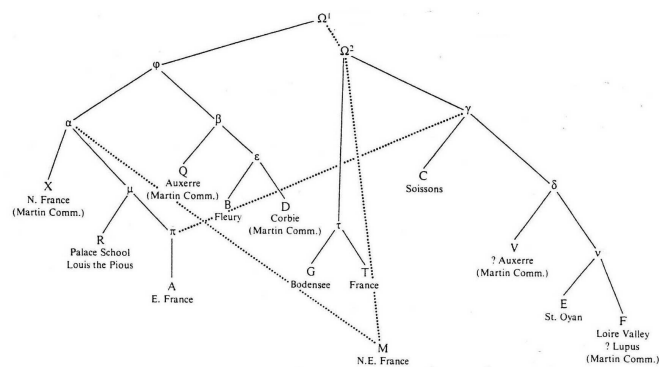 Ω¹
Ω²
φ
γ
α
β
Q
Auxerre
(Martin Comm.)
ε
C
Soissons
X
N. France
(Martin Comm.)
μ
B
Fleury
D
Corbie
(Martin Comm.)
δ
R
Palace School
Louis the Pious
π
τ
V
? Auxerre
(Martin Comm.)
ν
A
E. France
G
Bodensee
T
France
E
St. Oyan
F
Loire Valley
? Lupus
(Martin Comm.)
M
N.E. France